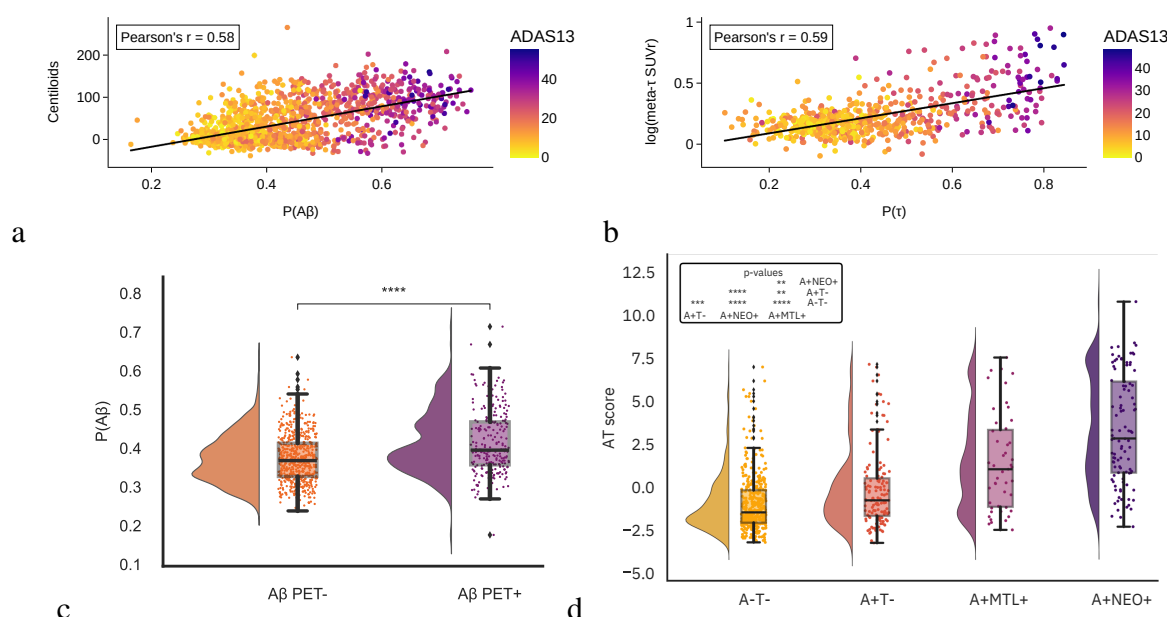 Pearson's r = 0.58
Centiloids
200
100
0
0.2
0.4
0.6
P(Aβ)
ADAS13
40
20
0
a
Pearson's r = 0.59
log(meta-τ SUVr)
1
0.5
0
0.2
0.4
0.6
0.8
P(τ)
ADAS13
50
40
30
20
10
0
b
P(Aβ)
0.8
0.7
0.6
0.5
0.4
0.3
0.2
0.1
****
Aβ PET-
Aβ PET+
c
AT score
12.5
10.0
7.5
5.0
2.5
0.0
−2.5
−5.0
p-values
** A+NEO+
**** ** A+T-
*** **** **** A-T-
A+T- A+NEO+ A+MTL+
A-T-
A+T-
A+MTL+
A+NEO+
d